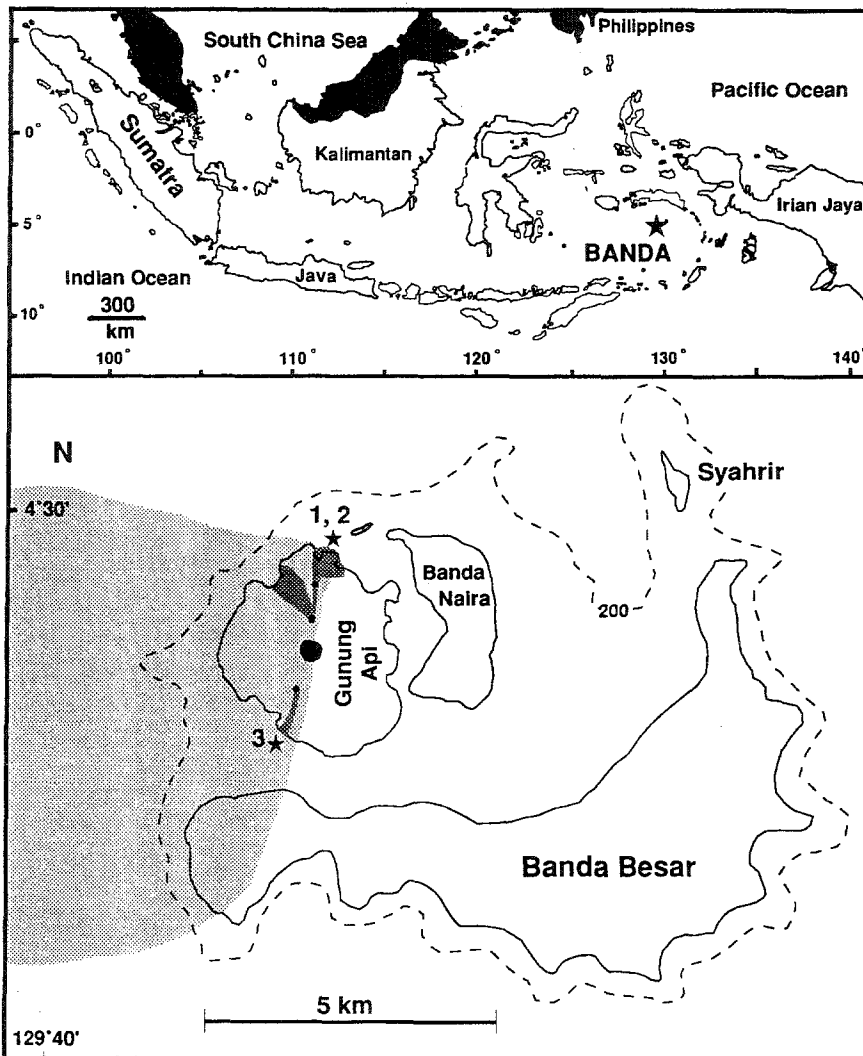 South China Sea
Philippines
Pacific Ocean
0°
Sumatra
Kalimantan
Irian Jaya
5°
BANDA
Indian Ocean
Java
300
km
10°
100°
110°
120°
130°
140°
N
Syahrir
4°30'
1, 2
Banda
Naira
200
Gunung
Api
3
Banda Besar
5 km
129°40'